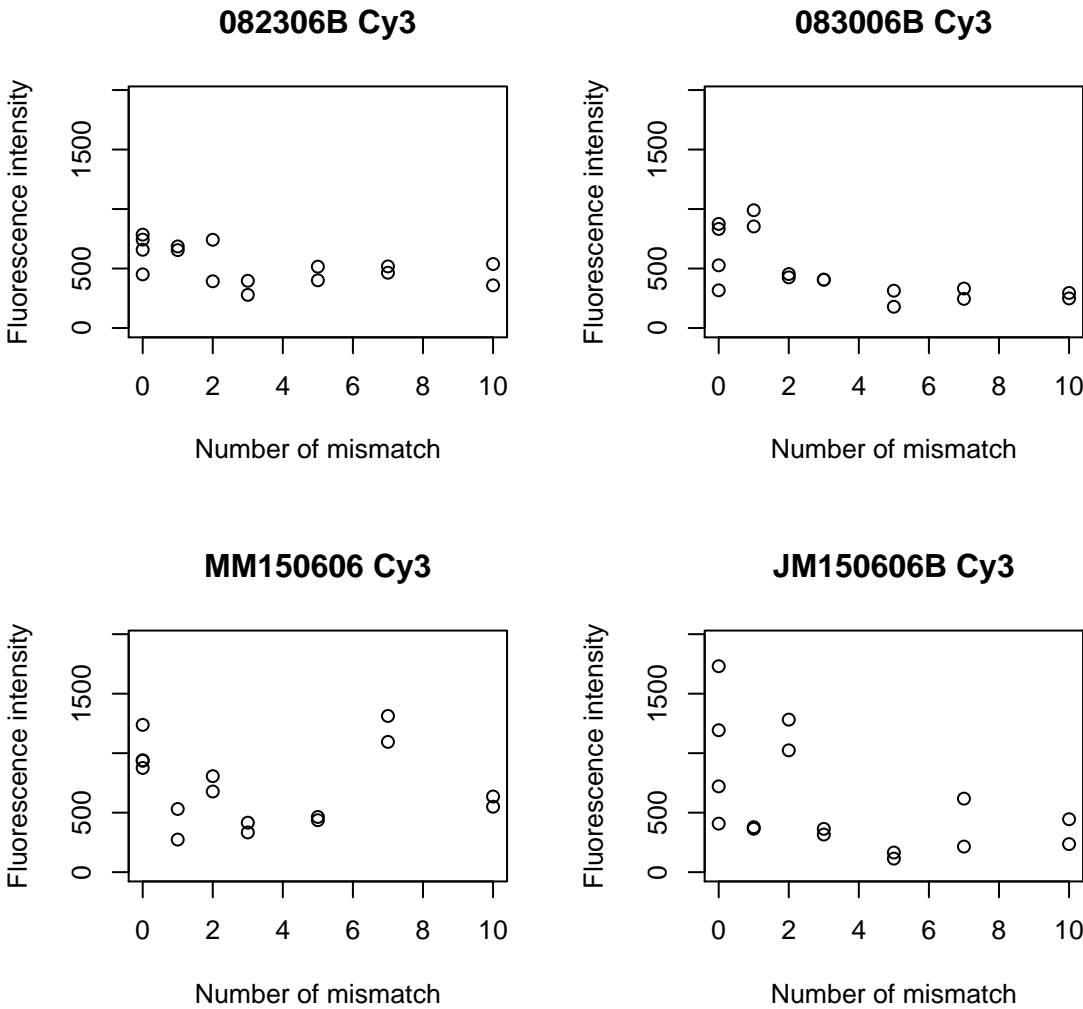 082306B Cy3
Fluorescence intensity
0 500 1500
0 2 4 6 8 10
Number of mismatch
083006B Cy3
Fluorescence intensity
0 500 1500
0 2 4 6 8 10
Number of mismatch
MM150606 Cy3
Fluorescence intensity
0 500 1500
0 2 4 6 8 10
Number of mismatch
JM150606B Cy3
Fluorescence intensity
0 500 1500
0 2 4 6 8 10
Number of mismatch